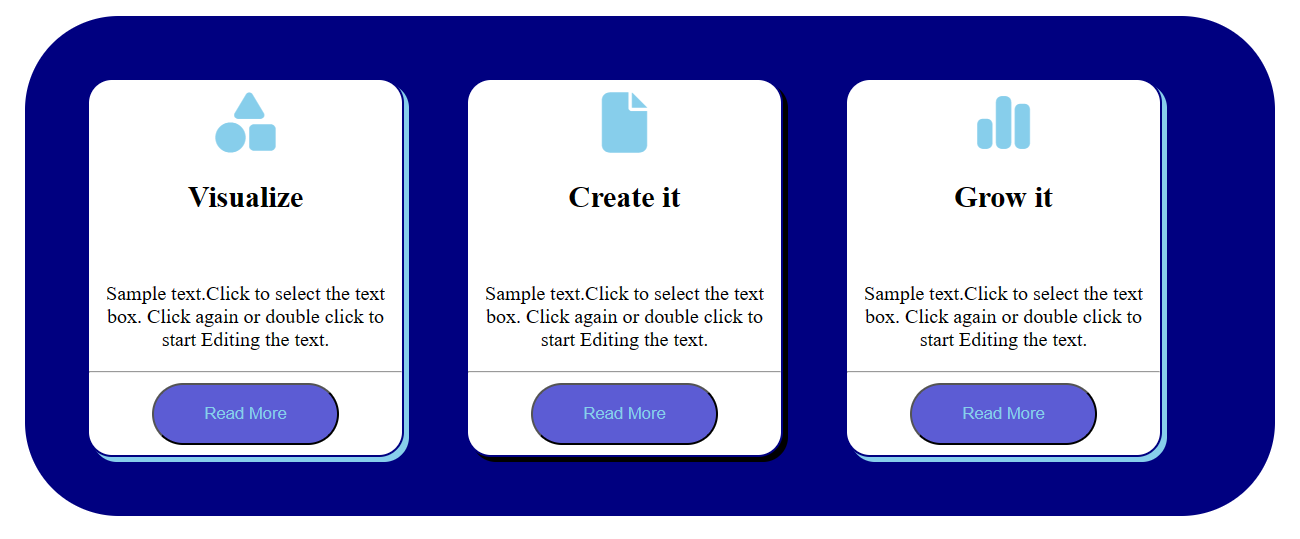 Visualize
Sample text.Click to select the text
box. Click again or double click to
start Editing the text.
Read More
Create it
Sample text.Click to select the text
box. Click again or double click to
start Editing the text.
Read More
Grow it
Sample text.Click to select the text
box. Click again or double click to
start Editing the text.
Read More